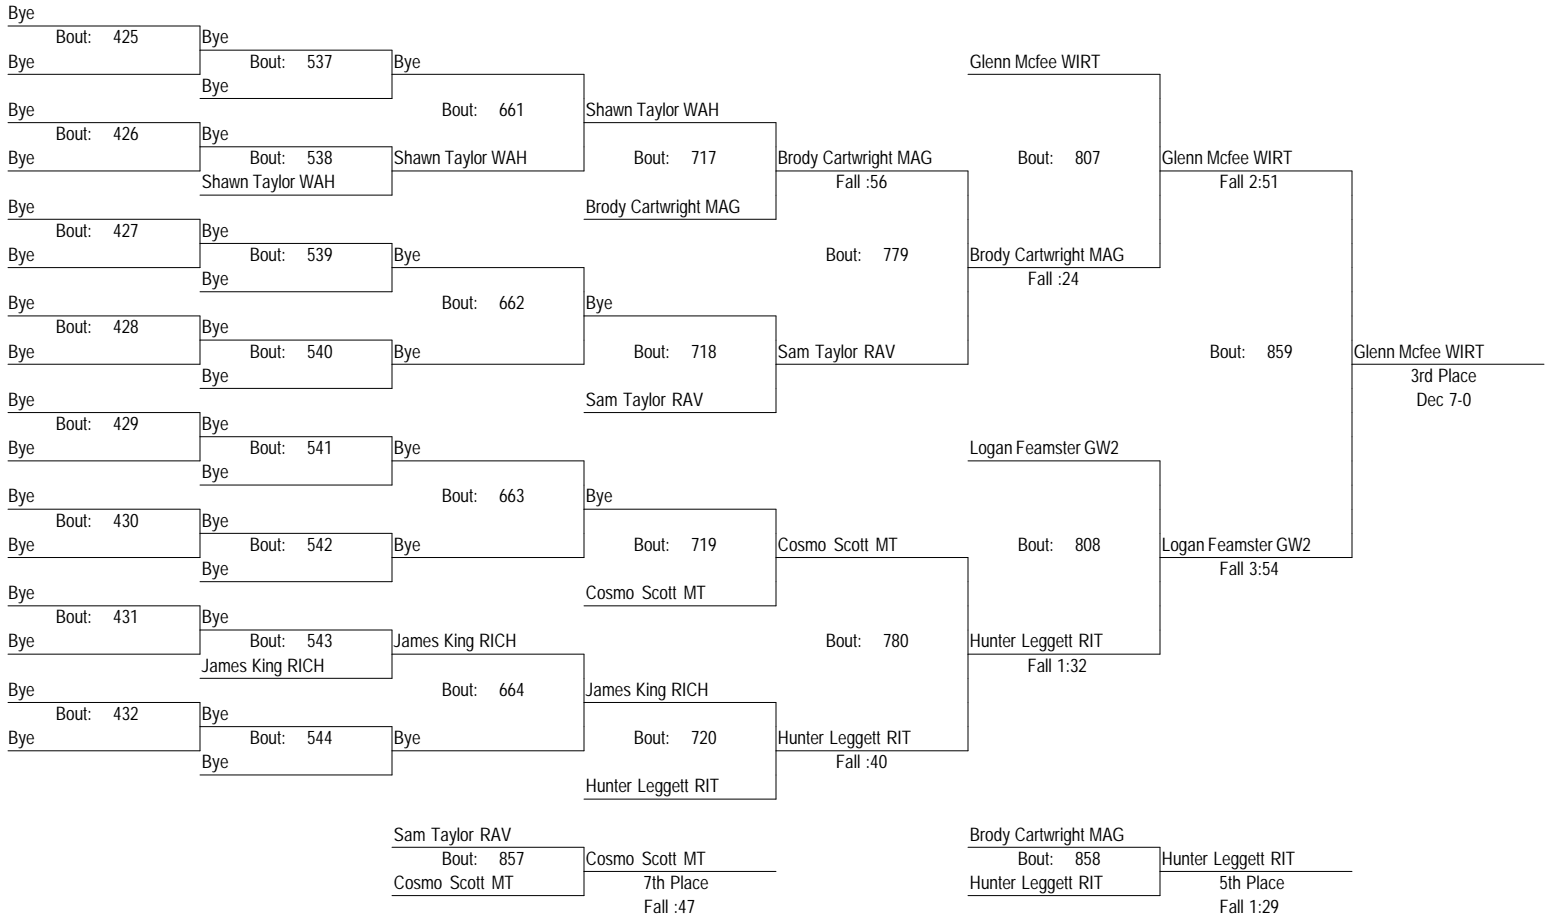 Bye
Bout: 425 Bye
Bye Bout: 537 Bye Glenn Mcfee WIRT
Bye
Bye Bout: 661 Shawn Taylor WAH
Bout: 426 Bye
Bye Bout: 538 Shawn Taylor WAH Bout: 717 Brody Cartwright MAG Bout: 807 Glenn Mcfee WIRT
Shawn Taylor WAH Fall :56 Fall 2:51
Bye Brody Cartwright MAG
Bout: 427 Bye
Bye Bout: 539 Bye Bout: 779 Brody Cartwright MAG
Bye Fall :24
Bye Bout: 662 Bye
Bout: 428 Bye
Bye Bout: 540 Bye Bout: 718 Sam Taylor RAV Bout: 859 Glenn Mcfee WIRT
Bye 3rd Place
Bye Sam Taylor RAV Dec 7-0
Bout: 429 Bye
Bye Bout: 541 Bye Logan Feamster GW2
Bye
Bye Bout: 663 Bye
Bout: 430 Bye
Bye Bout: 542 Bye Bout: 719 Cosmo Scott MT Bout: 808 Logan Feamster GW2
Bye Fall 3:54
Bye Cosmo Scott MT
Bout: 431 Bye
Bye Bout: 543 James King RICH Bout: 780 Hunter Leggett RIT
James King RICH Fall 1:32
Bye Bout: 664 James King RICH
Bout: 432 Bye
Bye Bout: 544 Bye Bout: 720 Hunter Leggett RIT
Bye Fall :40
Hunter Leggett RIT
Sam Taylor RAV Brody Cartwright MAG
Bout: 857 Cosmo Scott MT Bout: 858 Hunter Leggett RIT
Cosmo Scott MT 7th Place Hunter Leggett RIT 5th Place
Fall :47 Fall 1:29